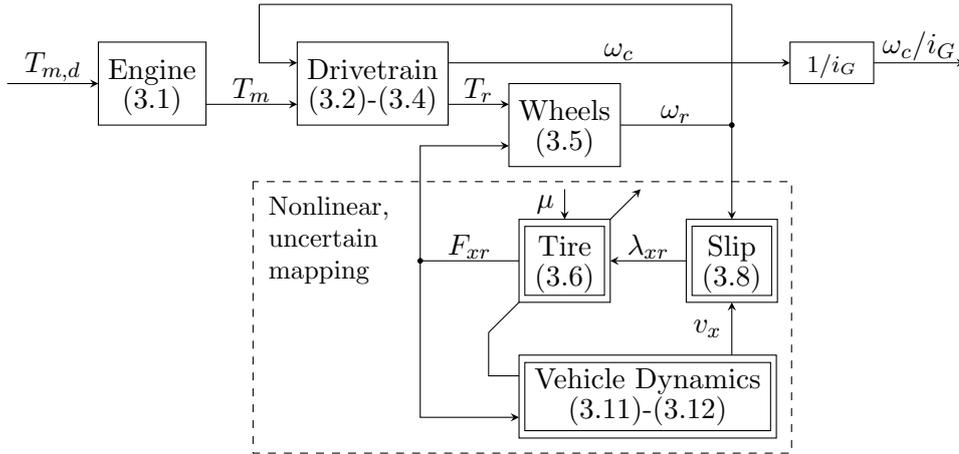 T_{m,d}
Engine
(3.1)
T_m
Drivetrain
(3.2)-(3.4)
ω_c
1/i_G
ω_c/i_G
T_r
Wheels
(3.5)
ω_r
Nonlinear,
uncertain
mapping
μ
F_{xr}
Tire
(3.6)
λ_{xr}
Slip
(3.8)
v_x
Vehicle Dynamics
(3.11)-(3.12)